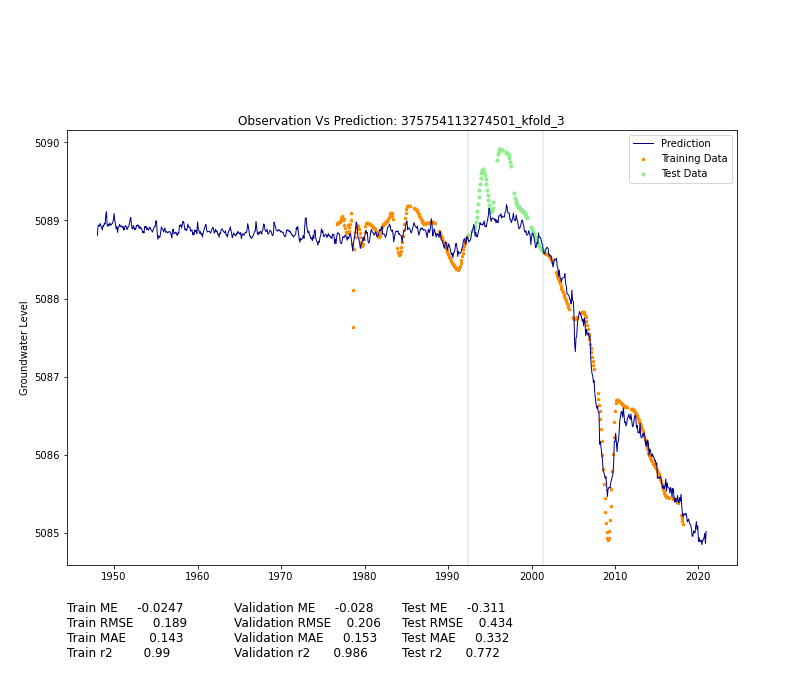 Observation Vs Prediction: 375754113274501_kfold_3
Prediction
Training Data
Test Data
Groundwater Level
5090
5089
5088
5087
5086
5085
1950 1960 1970 1980 1990 2000 2010 2020
Train ME -0.0247 Validation ME -0.028 Test ME -0.311
Train RMSE 0.189 Validation RMSE 0.206 Test RMSE 0.434
Train MAE 0.143 Validation MAE 0.153 Test MAE 0.332
Train r2 0.99 Validation r2 0.986 Test r2 0.772